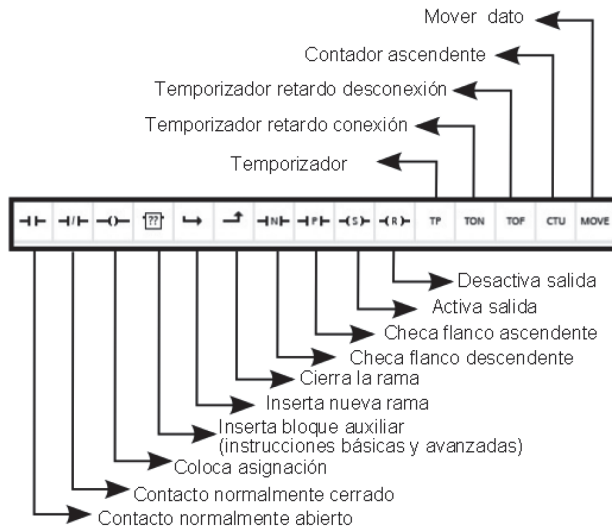 Mover dato
Contador ascendente
Temporizador retardo desconexión
Temporizador retardo conexión
Temporizador
?? N P S R TP TON TOF CTU MOVE
Desactiva salida
Activa salida
Checa flanco ascendente
Checa flanco descendente
Cierra la rama
Inserta nueva rama
Inserta bloque auxiliar
(instrucciones básicas y avanzadas)
Coloca asignación
Contacto normalmente cerrado
Contacto normalmente abierto